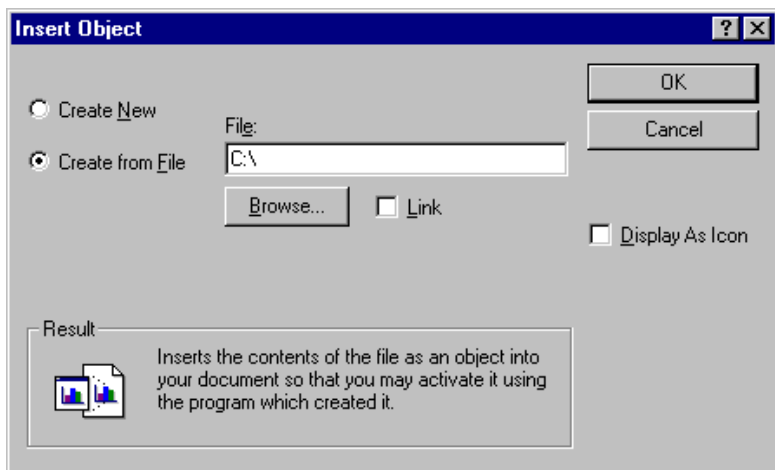 Insert Object
OK
Create New
File:
Cancel
Create from File
C:\
Browse...
Link
Display As Icon
Result
Inserts the contents of the file as an object into
your document so that you may activate it using
the program which created it.